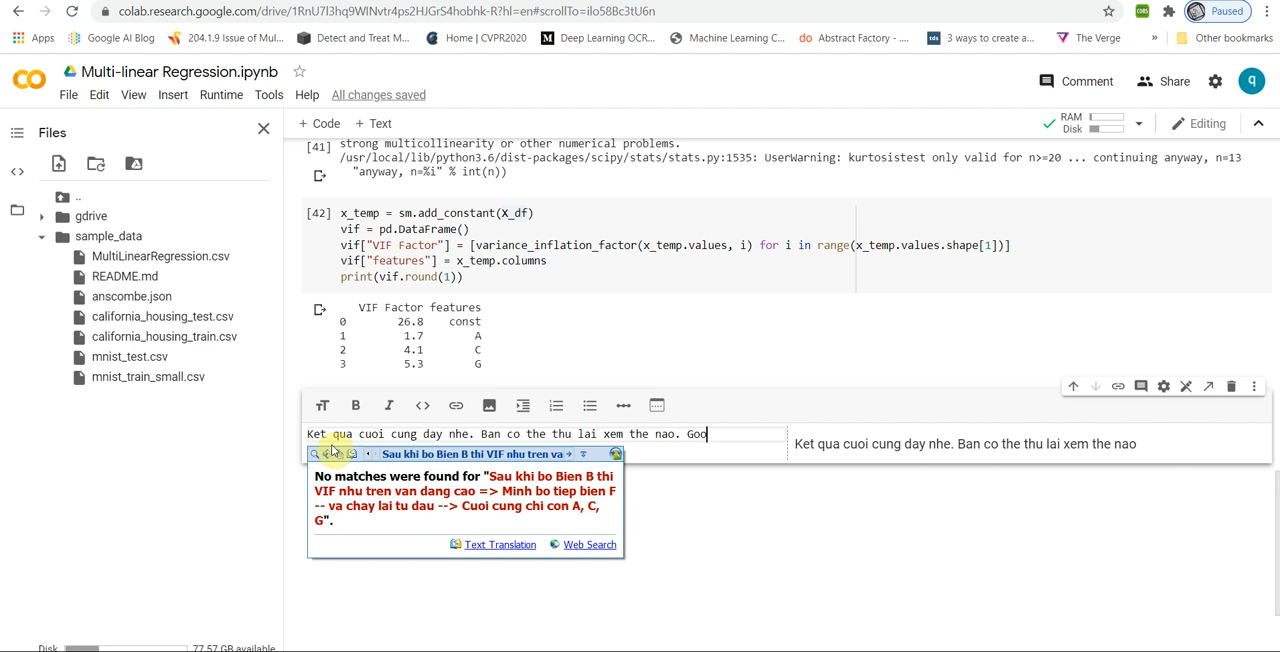 colab.research.google.com/drive/1RnU7l3hq9WINvtr4ps2HJGrS4hobhk-R?hl=en#scrollTo=ilo58Bc3tU6n
Paused
Apps
Google AI Blog
204.1.9 Issue of Mul...
Detect and Treat M...
Home | CVPR2020
Deep Learning OCR...
Machine Learning C...
Abstract Factory - ....
3 ways to create a...
The Verge
»
Other bookmarks
Multi-linear Regression.ipynb
Comment
Share
q
File Edit View Insert Runtime Tools Help All changes saved
Files
+ Code + Text
RAM
Disk
Editing
[41] strong multicollinearity or other numerical problems.
/usr/local/lib/python3.6/dist-packages/scipy/stats/stats.py:1535: UserWarning: kurtosistest only valid for n>=20 ... continuing anyway, n=13
"anyway, n=%i" % int(n))
..
gdrive
sample_data
MultiLinearRegression.csv
README.md
anscombe.json
california_housing_test.csv
california_housing_train.csv
mnist_test.csv
mnist_train_small.csv
[42] x_temp = sm.add_constant(X_df)
vif = pd.DataFrame()
vif["VIF Factor"] = [variance_inflation_factor(x_temp.values, i) for i in range(x_temp.values.shape[1])]
vif["features"] = x_temp.columns
print(vif.round(1))
VIF Factor features
0 26.8 const
1 1.7 A
2 4.1 C
3 5.3 G
Ket qua cuoi cung day nhe. Ban co the thu lai xem the nao. Goo
Ket qua cuoi cung day nhe. Ban co the thu lai xem the nao
Sau khi bo Bien B thi VIF nhu tren va
No matches were found for "Sau khi bo Bien B thi
VIF nhu tren van dang cao => Minh bo tiep bien F
-- va chay lai tu dau --> Cuoi cung chi con A, C,
G".
Text Translation Web Search
Disk 77.57 GB available